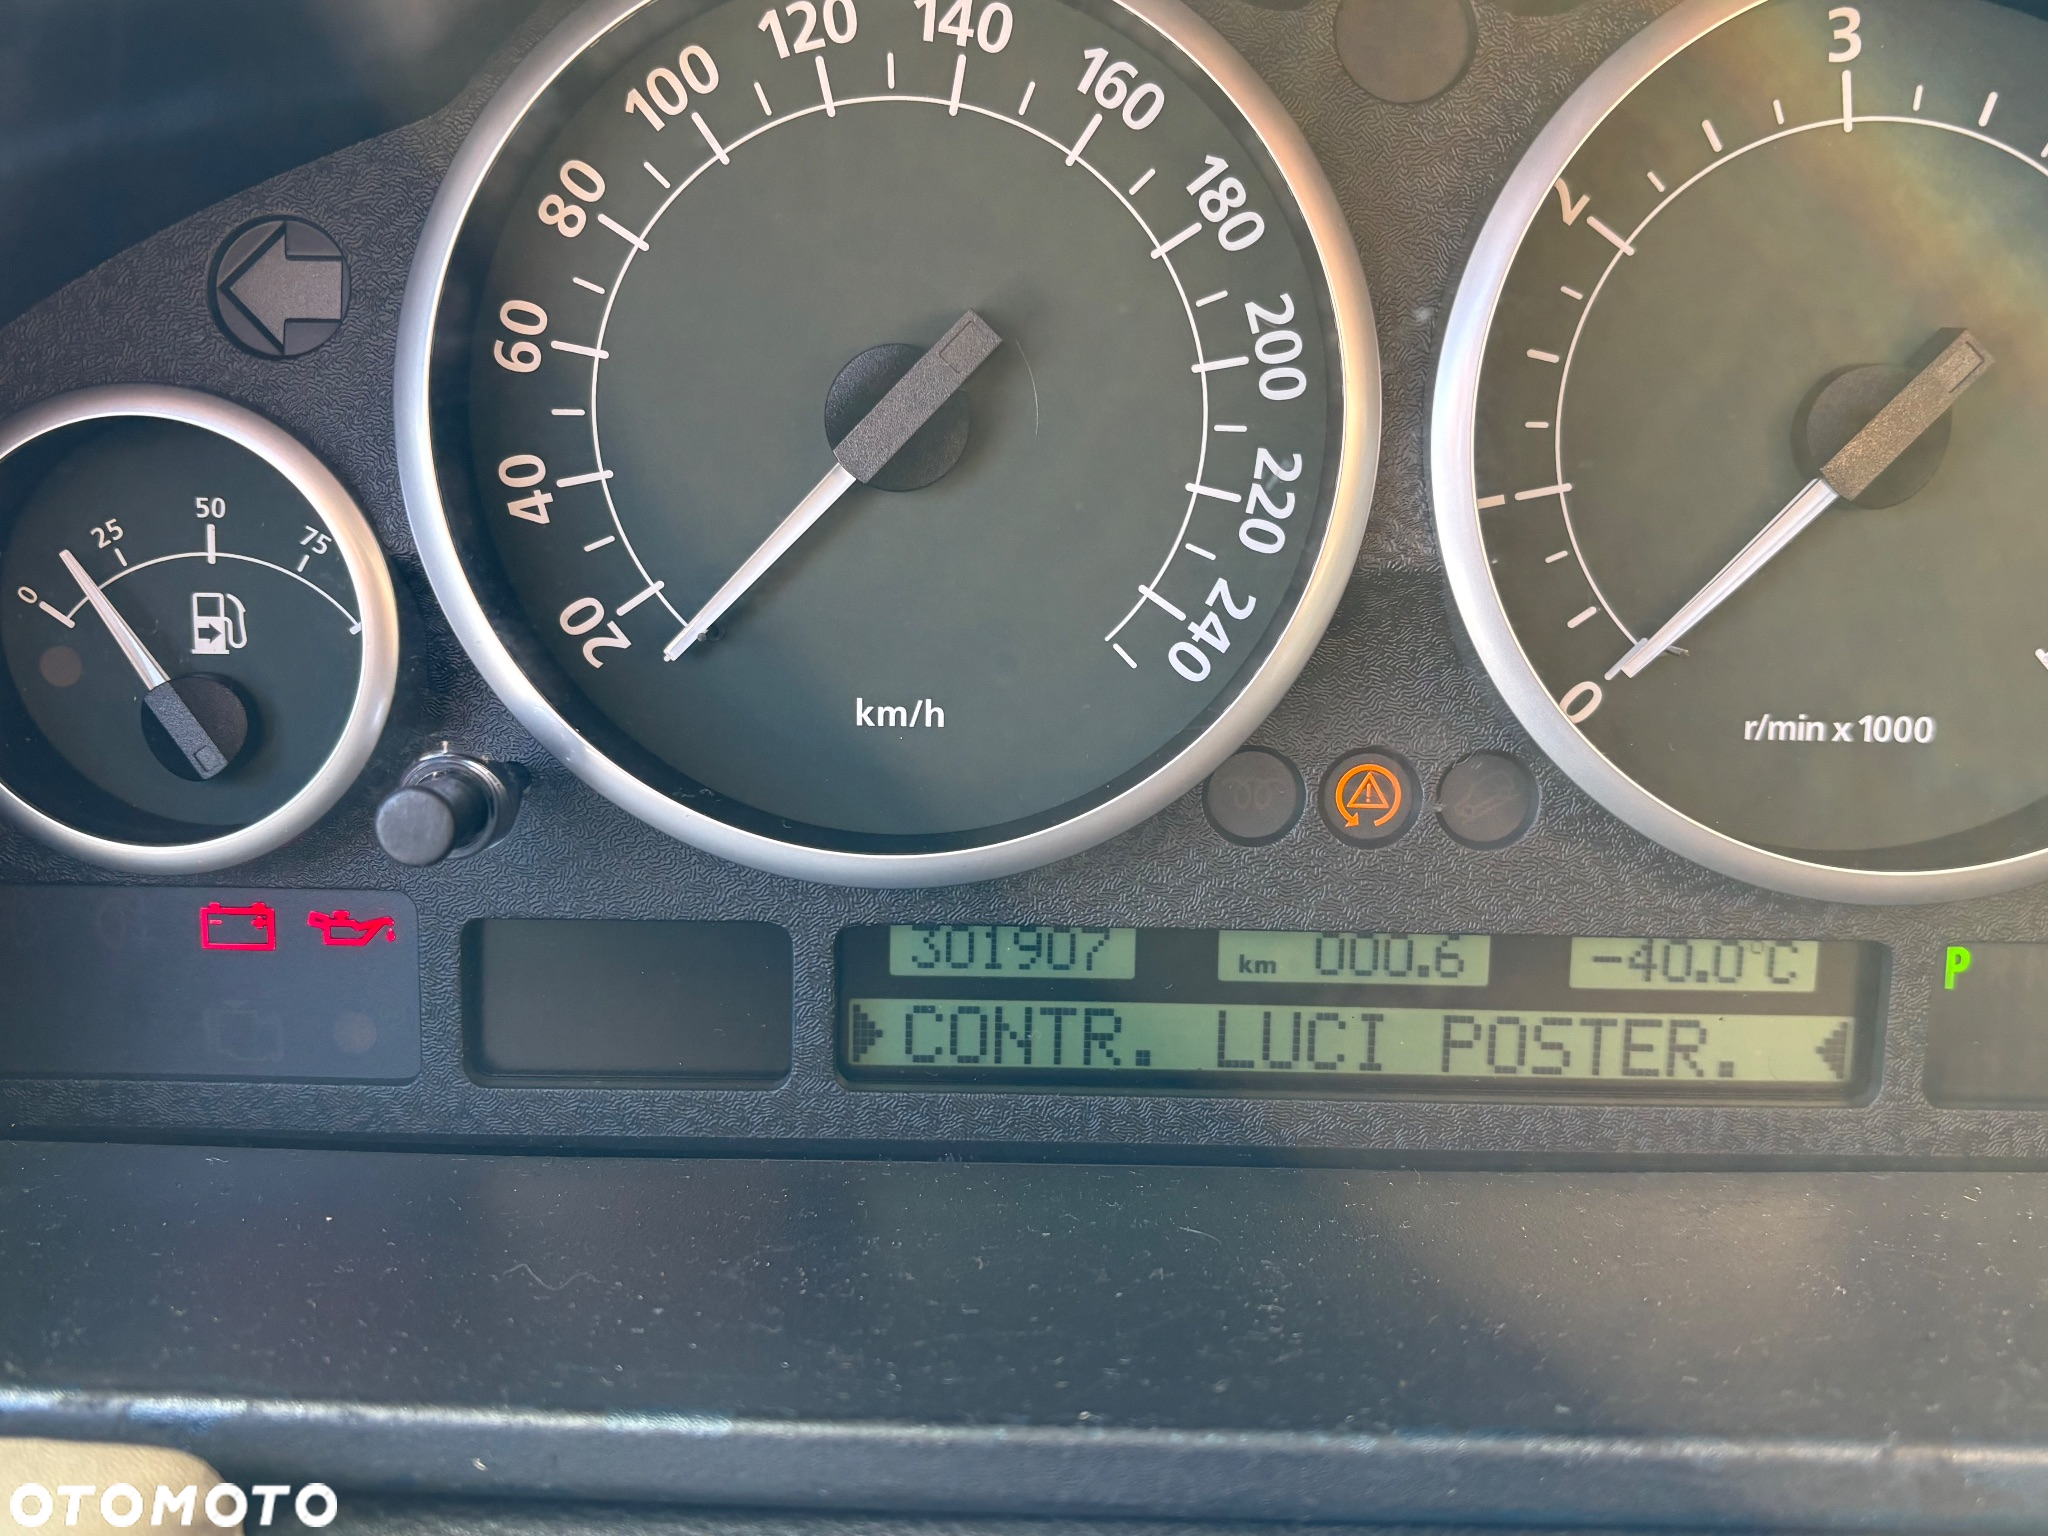 20 40 60 80 100 120 140 160 180 200 220 240
km/h
0 1 2 3
r/min x 1000
0 25 50 75
301907 km 000.6 -40.0°C
CONTR. LUCI POSTER.
P
OTOMOTO